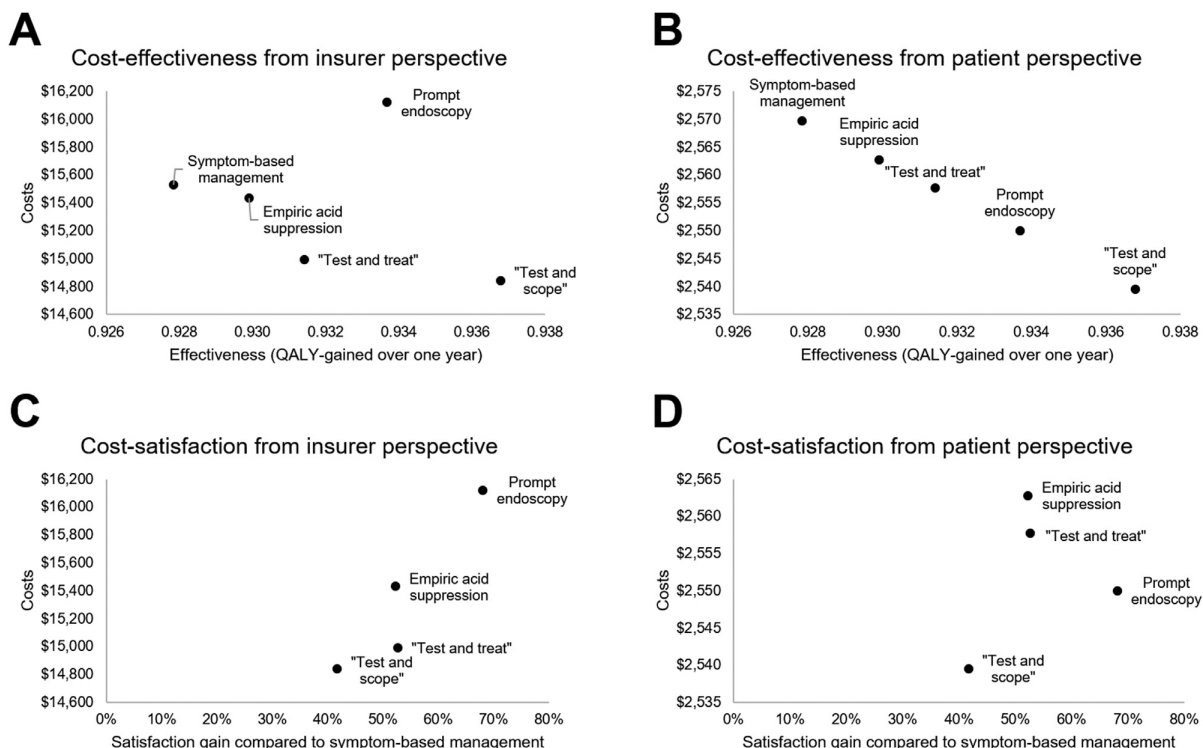 A
Cost-effectiveness from insurer perspective
$16,200
$16,000
$15,800
$15,600
$15,400
$15,000
$14,800
$14,600
Costs
Prompt
endoscopy
Symptom-based
management
Empiric acid
suppression
"Test and treat"
"Test and
scope"
0.926 0.928 0.930 0.932 0.934 0.936 0.938
Effectiveness (QALY-gained over one year)
B
Cost-effectiveness from patient perspective
$2,575
$2,570
$2,565
$2,560
$2,555
$2,550
$2,545
$2,540
$2,535
Costs
Symptom-based
management
Empiric acid
suppression
"Test and treat"
Prompt
endoscopy
"Test and
scope"
0.926 0.928 0.930 0.932 0.934 0.936 0.938
Effectiveness (QALY-gained over one year)
C
Cost-satisfaction from insurer perspective
$16,200
$16,000
$15,800
$15,600
$15,400
$15,200
$15,000
$14,800
$14,600
Costs
Prompt
endoscopy
Empiric acid
suppression
"Test and treat"
"Test and
scope"
0% 10% 20% 30% 40% 50% 60% 70% 80%
Satisfaction gain compared to symptom-based management
D
Cost-satisfaction from patient perspective
$2,565
$2,560
$2,555
$2,550
$2,545
$2,540
$2,535
Costs
Empiric acid
suppression
"Test and treat"
Prompt
endoscopy
"Test and
scope"
0% 10% 20% 30% 40% 50% 60% 70% 80%
Satisfaction gain compared to symptom-based management